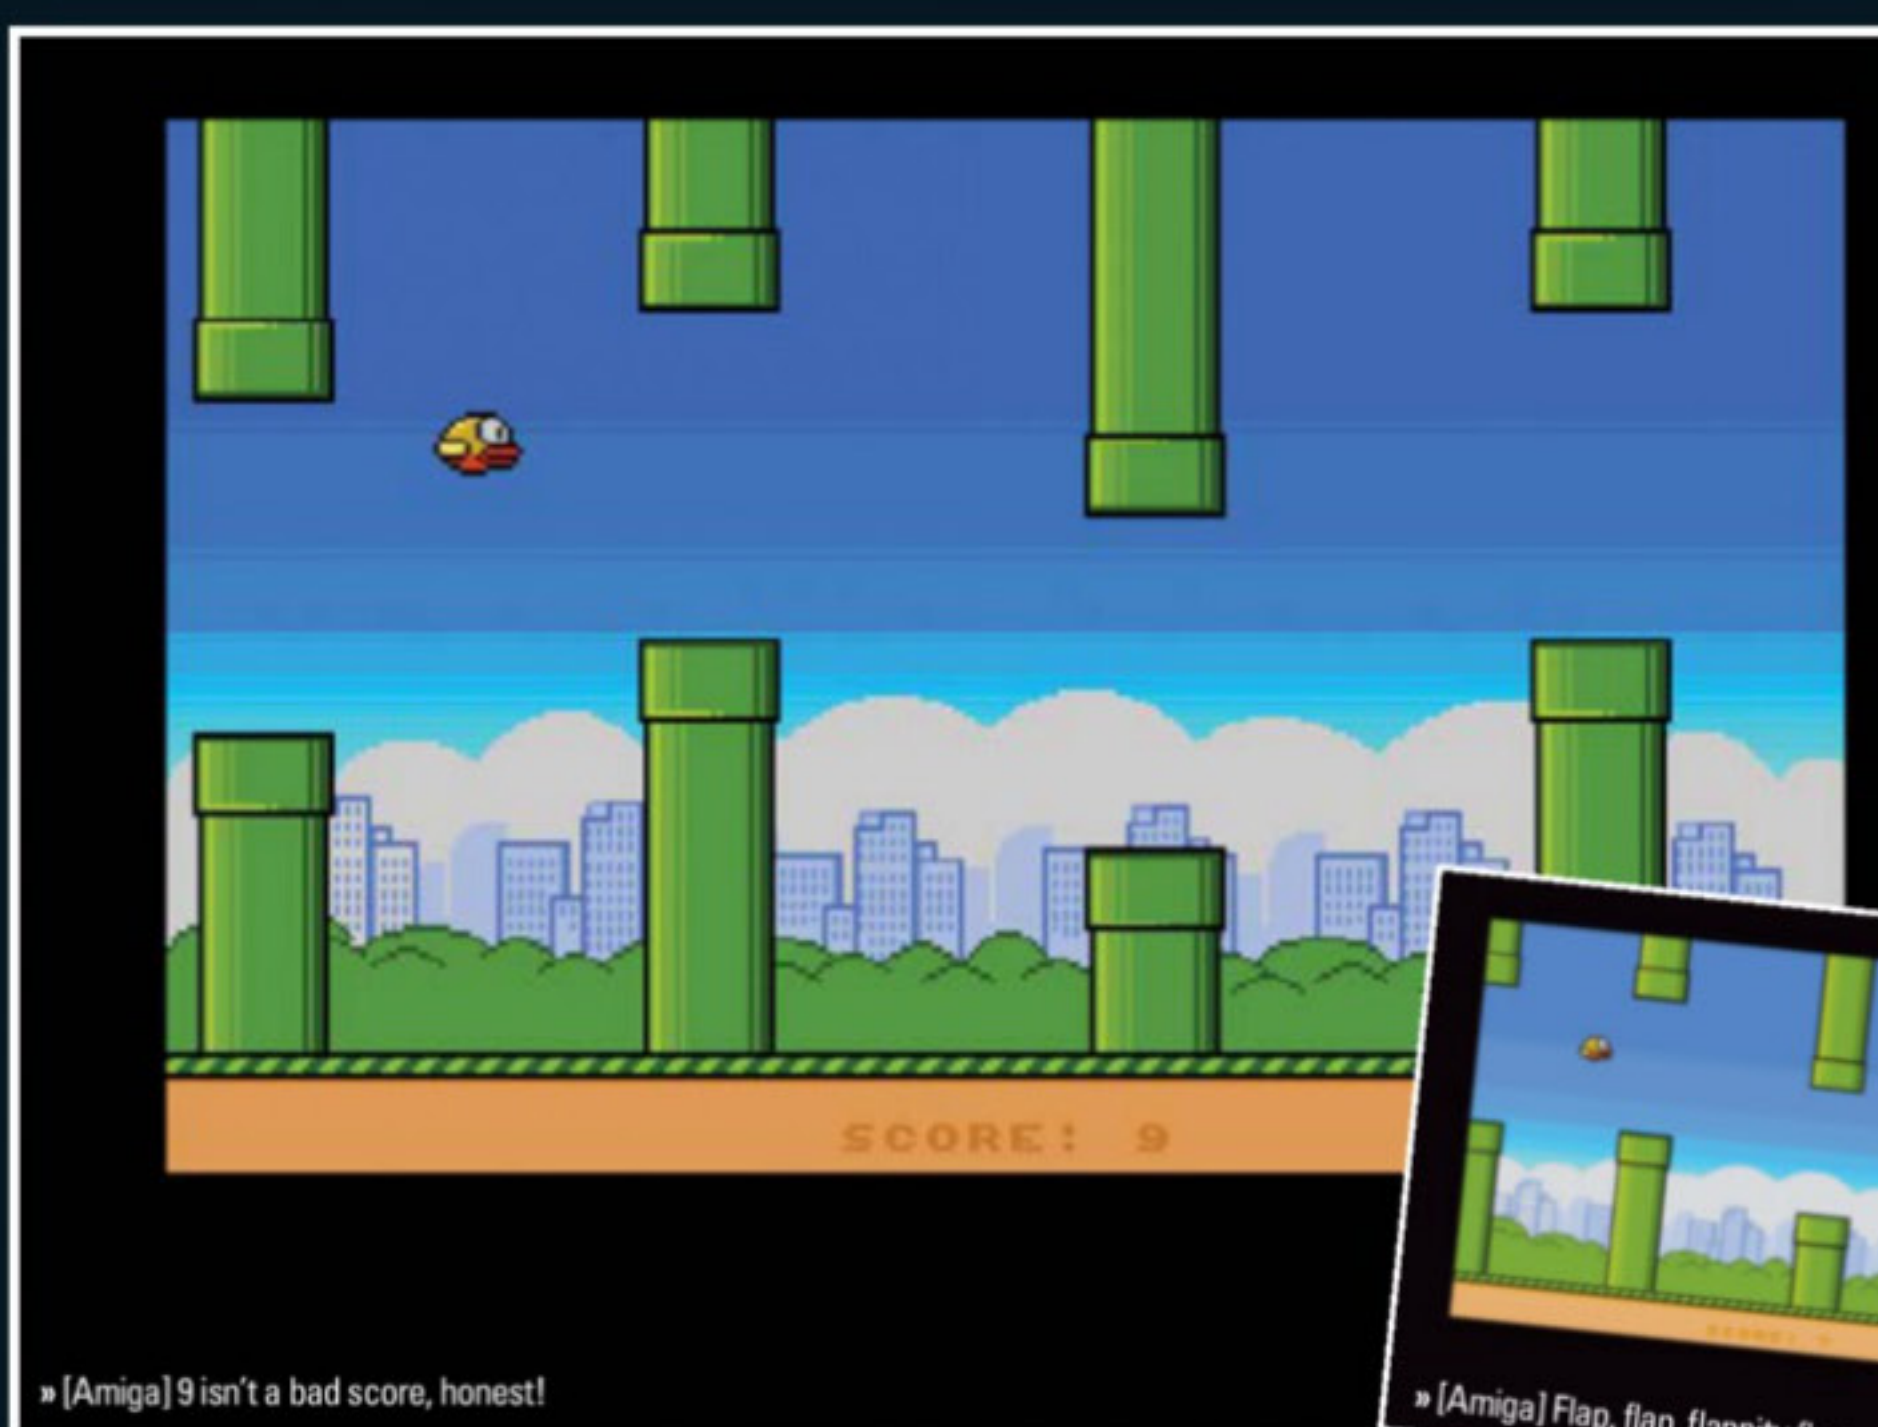 SCORE: 9
» [Amiga] 9 isn't a bad score, honest!
» [Amiga] Flap, flap,